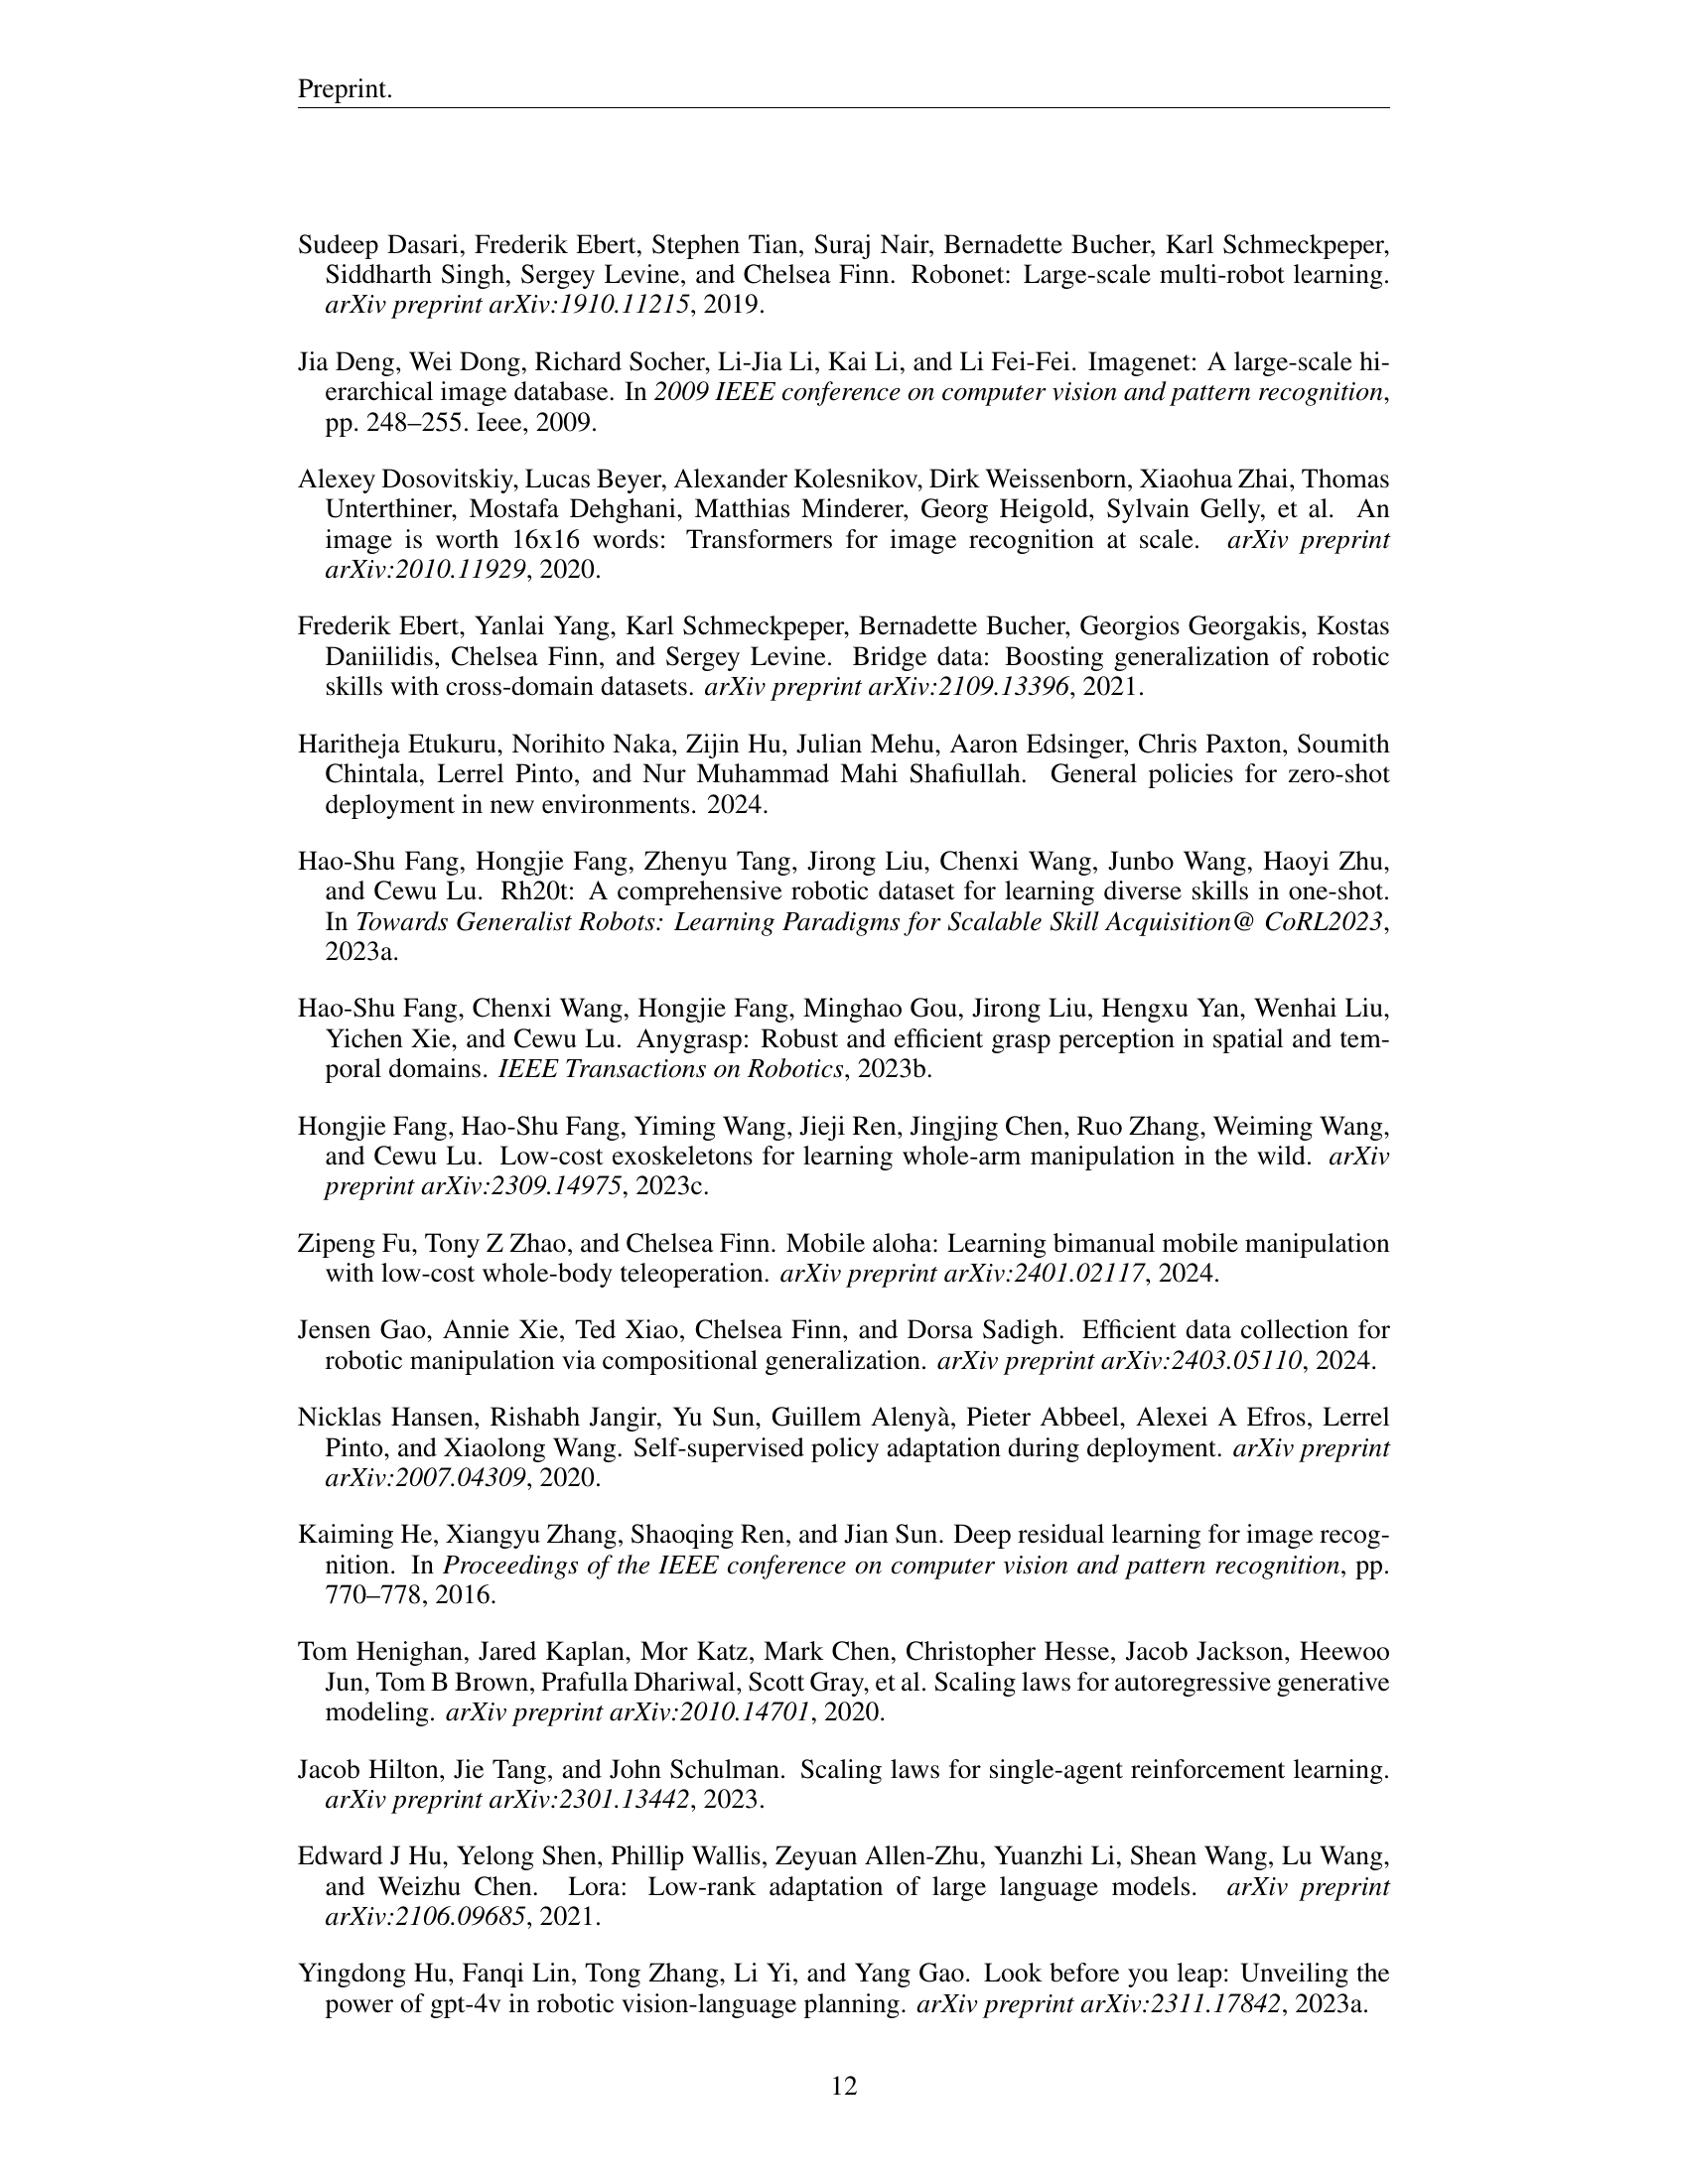 Preprint.
Sudeep Dasari, Frederik Ebert, Stephen Tian, Suraj Nair, Bernadette Bucher, Karl Schmeckpeper,
Siddharth Singh, Sergey Levine, and Chelsea Finn. Robonet: Large-scale multi-robot learning.
arXiv preprint arXiv:1910.11215, 2019.
Jia Deng, Wei Dong, Richard Socher, Li-Jia Li, Kai Li, and Li Fei-Fei. Imagenet: A large-scale hi-
erarchical image database. In 2009 IEEE conference on computer vision and pattern recognition,
pp. 248–255. Ieee, 2009.
Alexey Dosovitskiy, Lucas Beyer, Alexander Kolesnikov, Dirk Weissenborn, Xiaohua Zhai, Thomas
Unterthiner, Mostafa Dehghani, Matthias Minderer, Georg Heigold, Sylvain Gelly, et al. An
image is worth 16x16 words: Transformers for image recognition at scale. arXiv preprint
arXiv:2010.11929, 2020.
Frederik Ebert, Yanlai Yang, Karl Schmeckpeper, Bernadette Bucher, Georgios Georgakis, Kostas
Daniilidis, Chelsea Finn, and Sergey Levine. Bridge data: Boosting generalization of robotic
skills with cross-domain datasets. arXiv preprint arXiv:2109.13396, 2021.
Haritheja Etukuru, Norihito Naka, Zijin Hu, Julian Mehu, Aaron Edsinger, Chris Paxton, Soumith
Chintala, Lerrel Pinto, and Nur Muhammad Mahi Shafiullah. General policies for zero-shot
deployment in new environments. 2024.
Hao-Shu Fang, Hongjie Fang, Zhenyu Tang, Jirong Liu, Chenxi Wang, Junbo Wang, Haoyi Zhu,
and Cewu Lu. Rh20t: A comprehensive robotic dataset for learning diverse skills in one-shot.
In Towards Generalist Robots: Learning Paradigms for Scalable Skill Acquisition@ CoRL2023,
2023a.
Hao-Shu Fang, Chenxi Wang, Hongjie Fang, Minghao Gou, Jirong Liu, Hengxu Yan, Wenhai Liu,
Yichen Xie, and Cewu Lu. Anygrasp: Robust and efficient grasp perception in spatial and tem-
poral domains. IEEE Transactions on Robotics, 2023b.
Hongjie Fang, Hao-Shu Fang, Yiming Wang, Jieji Ren, Jingjing Chen, Ruo Zhang, Weiming Wang,
and Cewu Lu. Low-cost exoskeletons for learning whole-arm manipulation in the wild. arXiv
preprint arXiv:2309.14975, 2023c.
Zipeng Fu, Tony Z Zhao, and Chelsea Finn. Mobile aloha: Learning bimanual mobile manipulation
with low-cost whole-body teleoperation. arXiv preprint arXiv:2401.02117, 2024.
Jensen Gao, Annie Xie, Ted Xiao, Chelsea Finn, and Dorsa Sadigh. Efficient data collection for
robotic manipulation via compositional generalization. arXiv preprint arXiv:2403.05110, 2024.
Nicklas Hansen, Rishabh Jangir, Yu Sun, Guillem Alenyà, Pieter Abbeel, Alexei A Efros, Lerrel
Pinto, and Xiaolong Wang. Self-supervised policy adaptation during deployment. arXiv preprint
arXiv:2007.04309, 2020.
Kaiming He, Xiangyu Zhang, Shaoqing Ren, and Jian Sun. Deep residual learning for image recog-
nition. In Proceedings of the IEEE conference on computer vision and pattern recognition, pp.
770–778, 2016.
Tom Henighan, Jared Kaplan, Mor Katz, Mark Chen, Christopher Hesse, Jacob Jackson, Heewoo
Jun, Tom B Brown, Prafulla Dhariwal, Scott Gray, et al. Scaling laws for autoregressive generative
modeling. arXiv preprint arXiv:2010.14701, 2020.
Jacob Hilton, Jie Tang, and John Schulman. Scaling laws for single-agent reinforcement learning.
arXiv preprint arXiv:2301.13442, 2023.
Edward J Hu, Yelong Shen, Phillip Wallis, Zeyuan Allen-Zhu, Yuanzhi Li, Shean Wang, Lu Wang,
and Weizhu Chen. Lora: Low-rank adaptation of large language models. arXiv preprint
arXiv:2106.09685, 2021.
Yingdong Hu, Fanqi Lin, Tong Zhang, Li Yi, and Yang Gao. Look before you leap: Unveiling the
power of gpt-4v in robotic vision-language planning. arXiv preprint arXiv:2311.17842, 2023a.
12